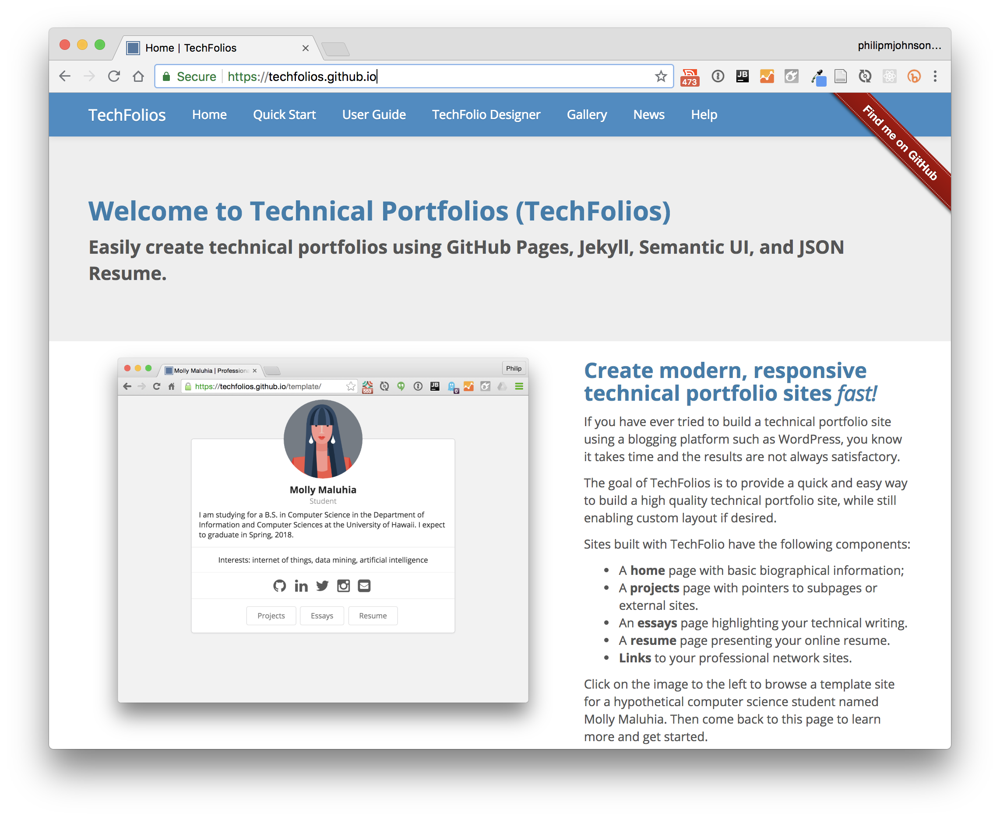 Home | TechFolios
philipmjohnson...
Secure https://techfolios.github.io
473
JB
TechFolios Home Quick Start User Guide TechFolio Designer Gallery News Help
Find me on GitHub
Welcome to Technical Portfolios (TechFolios)
Easily create technical portfolios using GitHub Pages, Jekyll, Semantic UI, and JSON
Resume.
Molly Maluhia | Profession
Philip
https://techfolios.github.io/template/
553
JB
0
Molly Maluhia
Student
I am studying for a B.S. in Computer Science in the Department of
Information and Computer Sciences at the University of Hawaii. I expect
to graduate in Spring, 2018.
Interests: internet of things, data mining, artificial intelligence
in
Projects Essays Resume
Create modern, responsive
technical portfolio sites fast!
If you have ever tried to build a technical portfolio site
using a blogging platform such as WordPress, you know
it takes time and the results are not always satisfactory.
The goal of TechFolios is to provide a quick and easy way
to build a high quality technical portfolio site, while still
enabling custom layout if desired.
Sites built with TechFolio have the following components:
• A home page with basic biographical information;
• A projects page with pointers to subpages or
external sites.
• An essays page highlighting your technical writing.
• A resume page presenting your online resume.
• Links to your professional network sites.
Click on the image to the left to browse a template site
for a hypothetical computer science student named
Molly Maluhia. Then come back to this page to learn
more and get started.